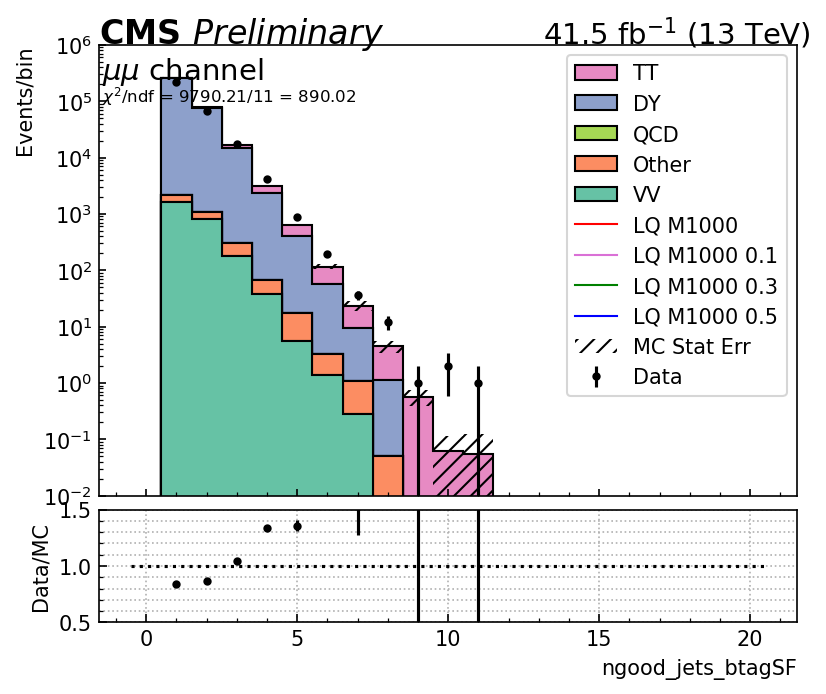 CMS Preliminary 41.5 fb⁻¹ (13 TeV)
μμ channel
χ²/ndf = 9790.21/11 = 890.02
Events/bin
10⁶
10⁵
10⁴
10³
10²
10¹
10⁰
10⁻¹
10⁻²
TT
DY
QCD
Other
VV
LQ M1000
LQ M1000 0.1
LQ M1000 0.3
LQ M1000 0.5
MC Stat Err
Data
Data/MC
1.5
1.0
0.5
0 5 10 15 20
ngood_jets_btagSF